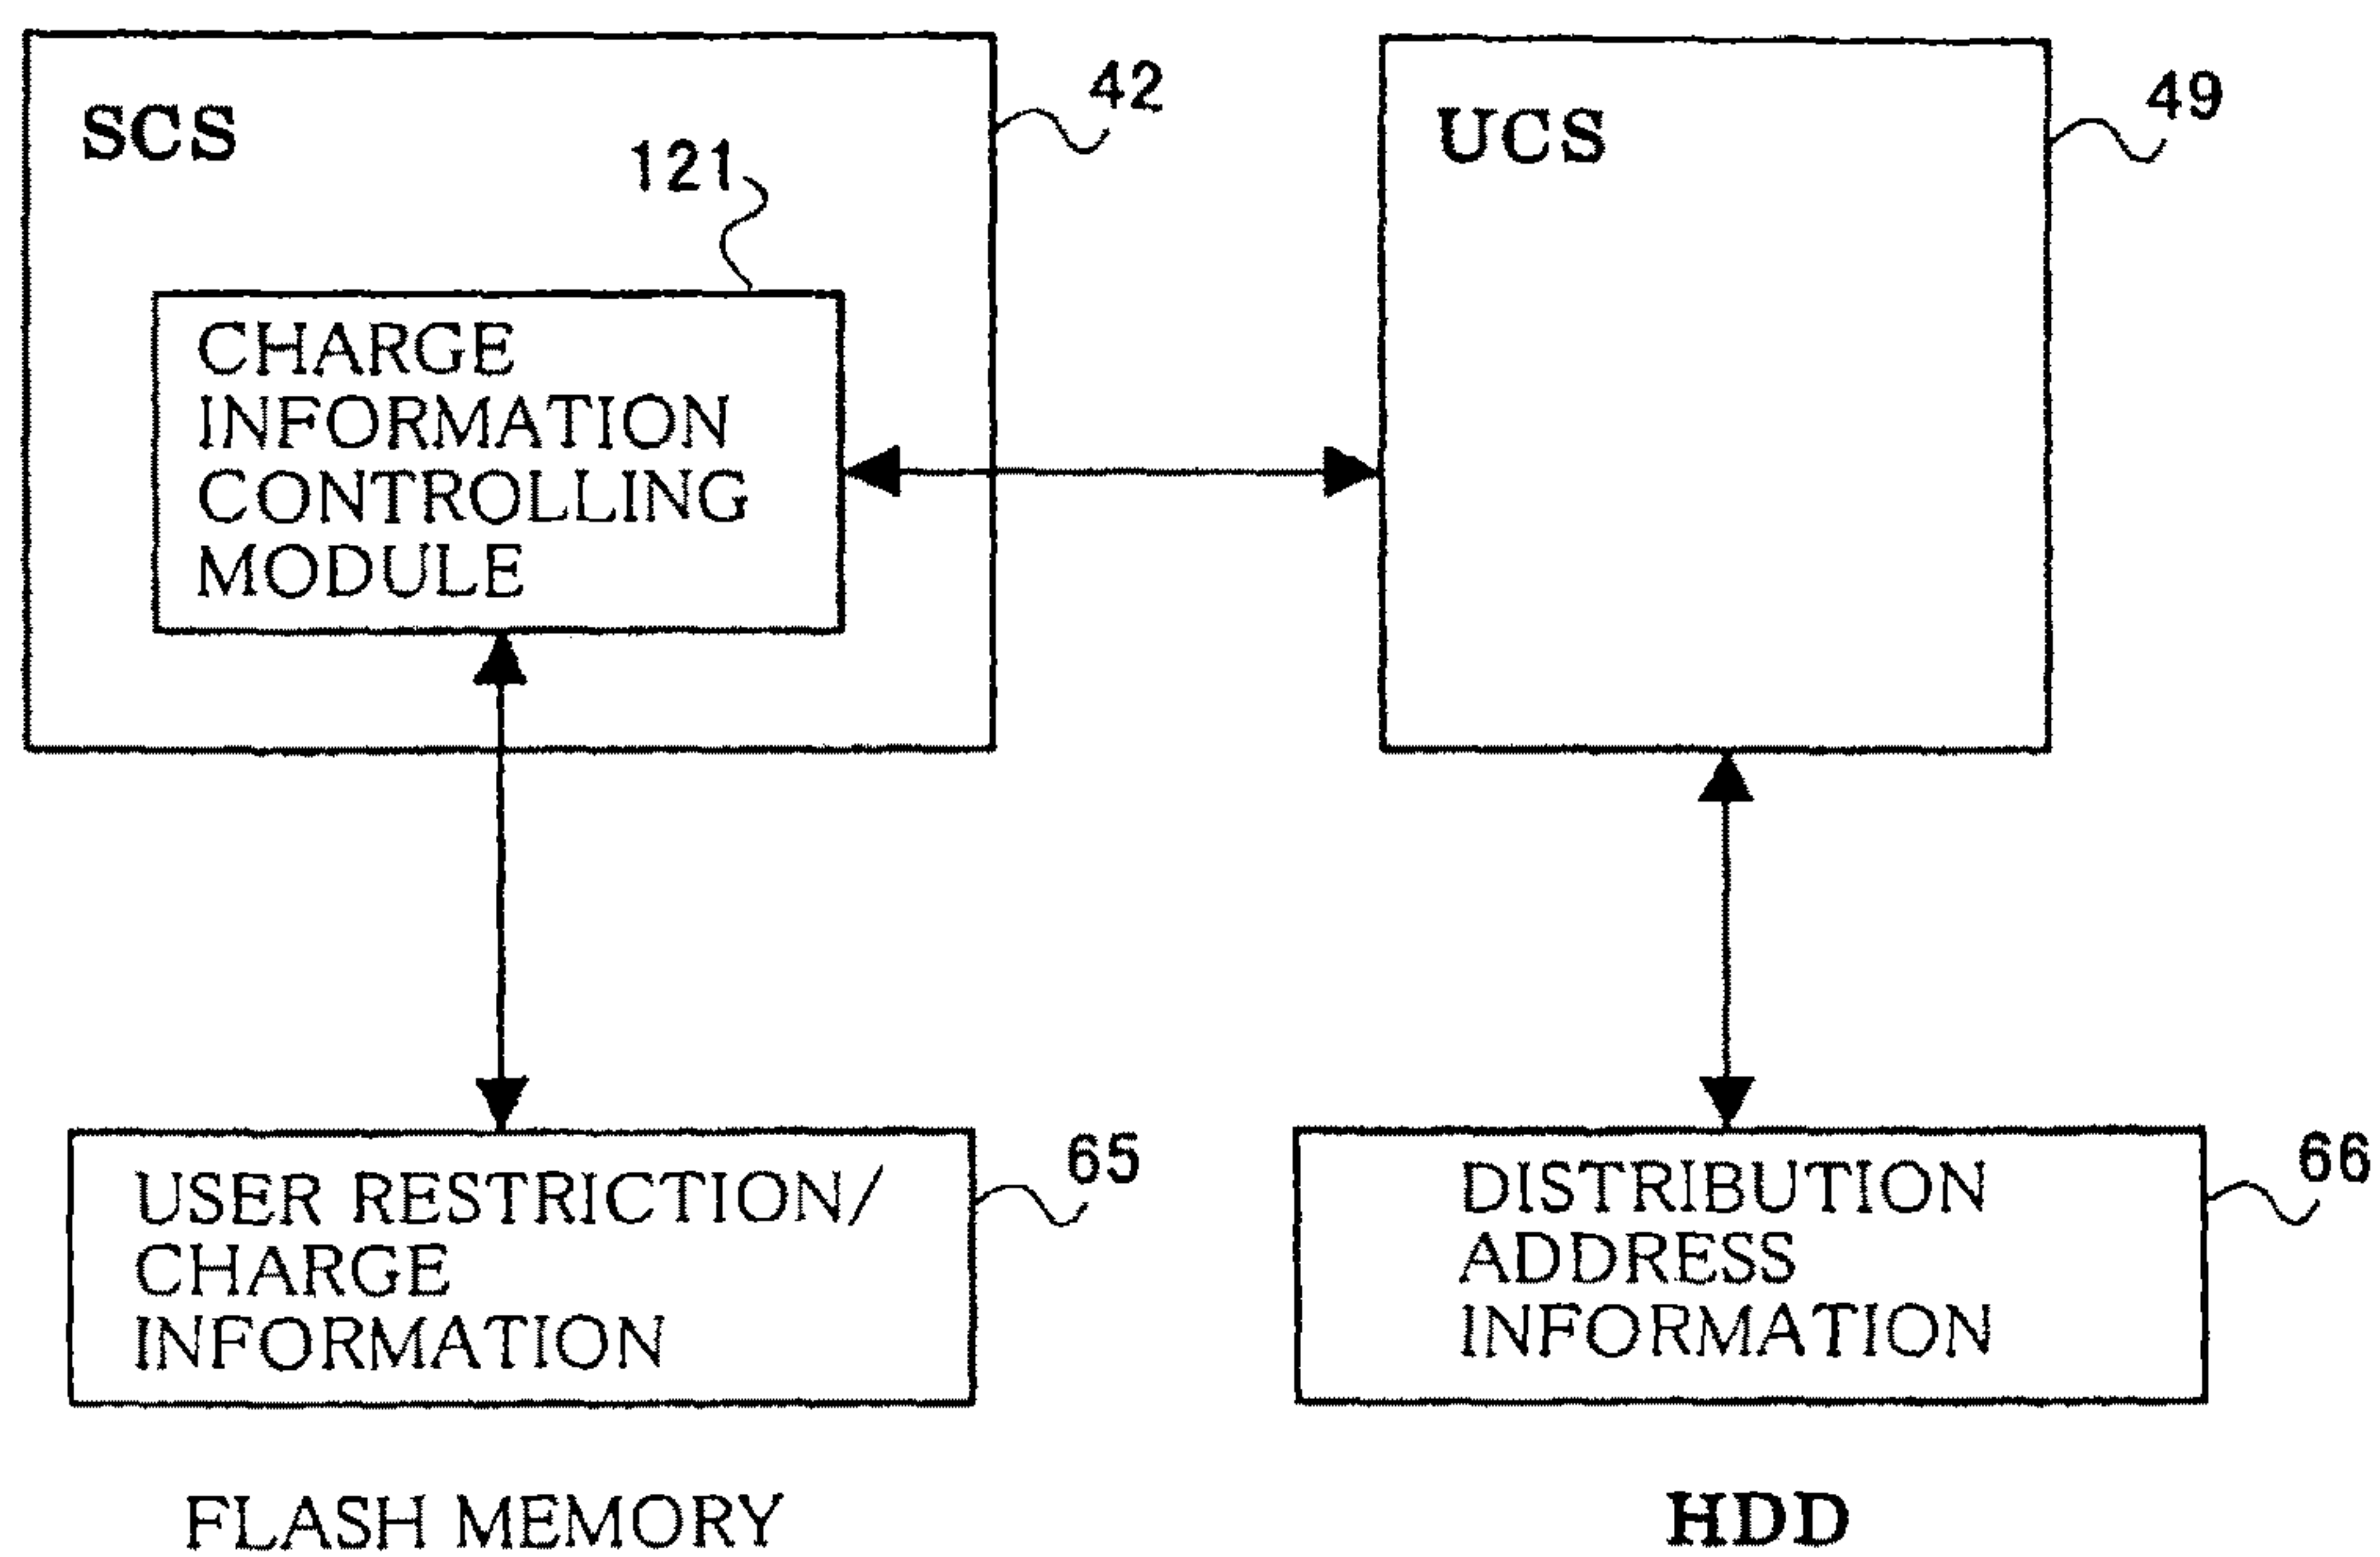 SCS
42
121
CHARGE
INFORMATION
CONTROLLING
MODULE
UCS
49
USER RESTRICTION/
CHARGE
INFORMATION
65
FLASH MEMORY
DISTRIBUTION
ADDRESS
INFORMATION
66
HDD